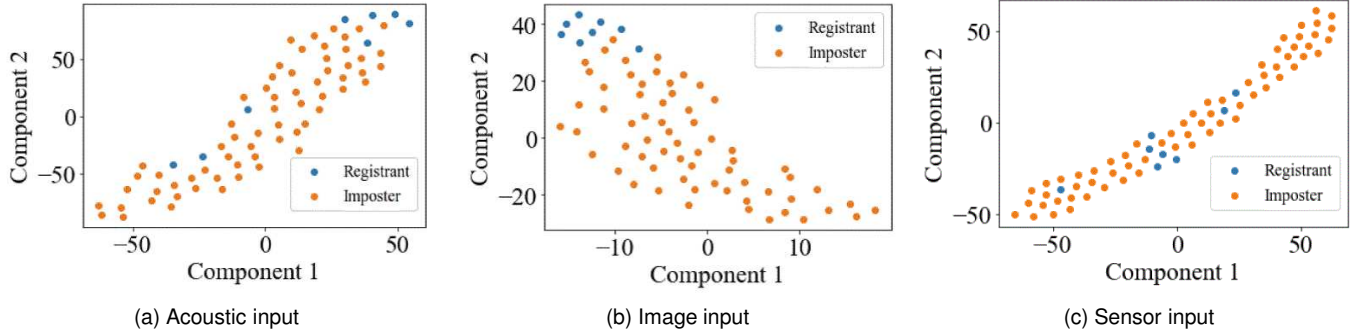 50
0
−50
Component 2
−50
0
50
Component 1
Registrant
Imposter
(a) Acoustic input
40
20
0
−20
Component 2
−10
0
10
Component 1
Registrant
Imposter
(b) Image input
50
0
−50
Component 2
−50
0
50
Component 1
Registrant
Imposter
(c) Sensor input